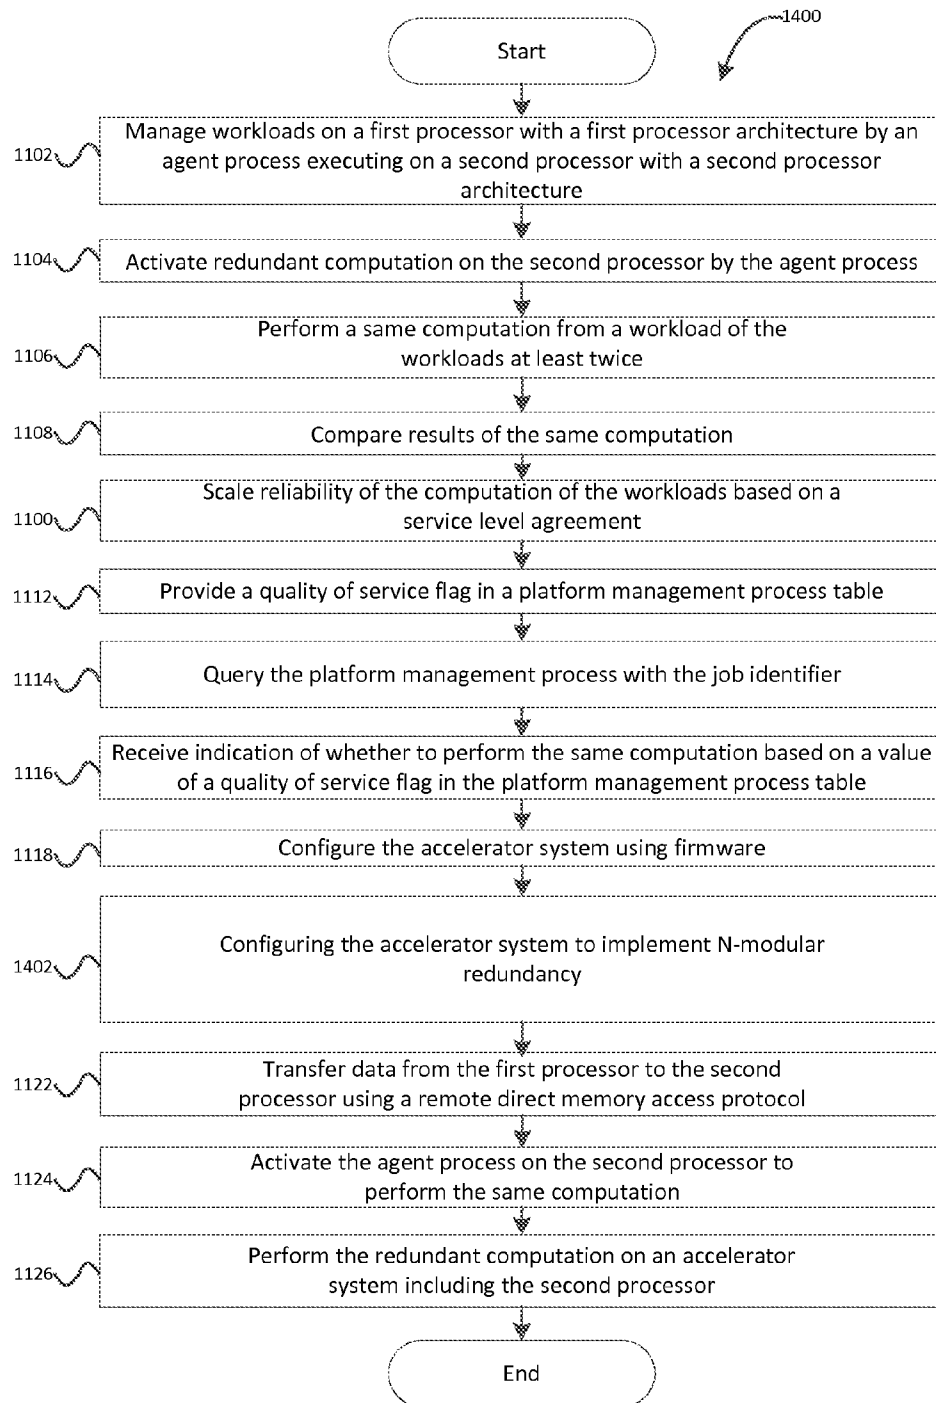 1400
Start
1102
Manage workloads on a first processor with a first processor architecture by an
agent process executing on a second processor with a second processor
architecture
1104
Activate redundant computation on the second processor by the agent process
1106
Perform a same computation from a workload of the
workloads at least twice
1108
Compare results of the same computation
1100
Scale reliability of the computation of the workloads based on a
service level agreement
1112
Provide a quality of service flag in a platform management process table
1114
Query the platform management process with the job identifier
1116
Receive indication of whether to perform the same computation based on a value
of a quality of service flag in the platform management process table
1118
Configure the accelerator system using firmware
1402
Configuring the accelerator system to implement N-modular
redundancy
1122
Transfer data from the first processor to the second
processor using a remote direct memory access protocol
1124
Activate the agent process on the second processor to
perform the same computation
1126
Perform the redundant computation on an accelerator
system including the second processor
End